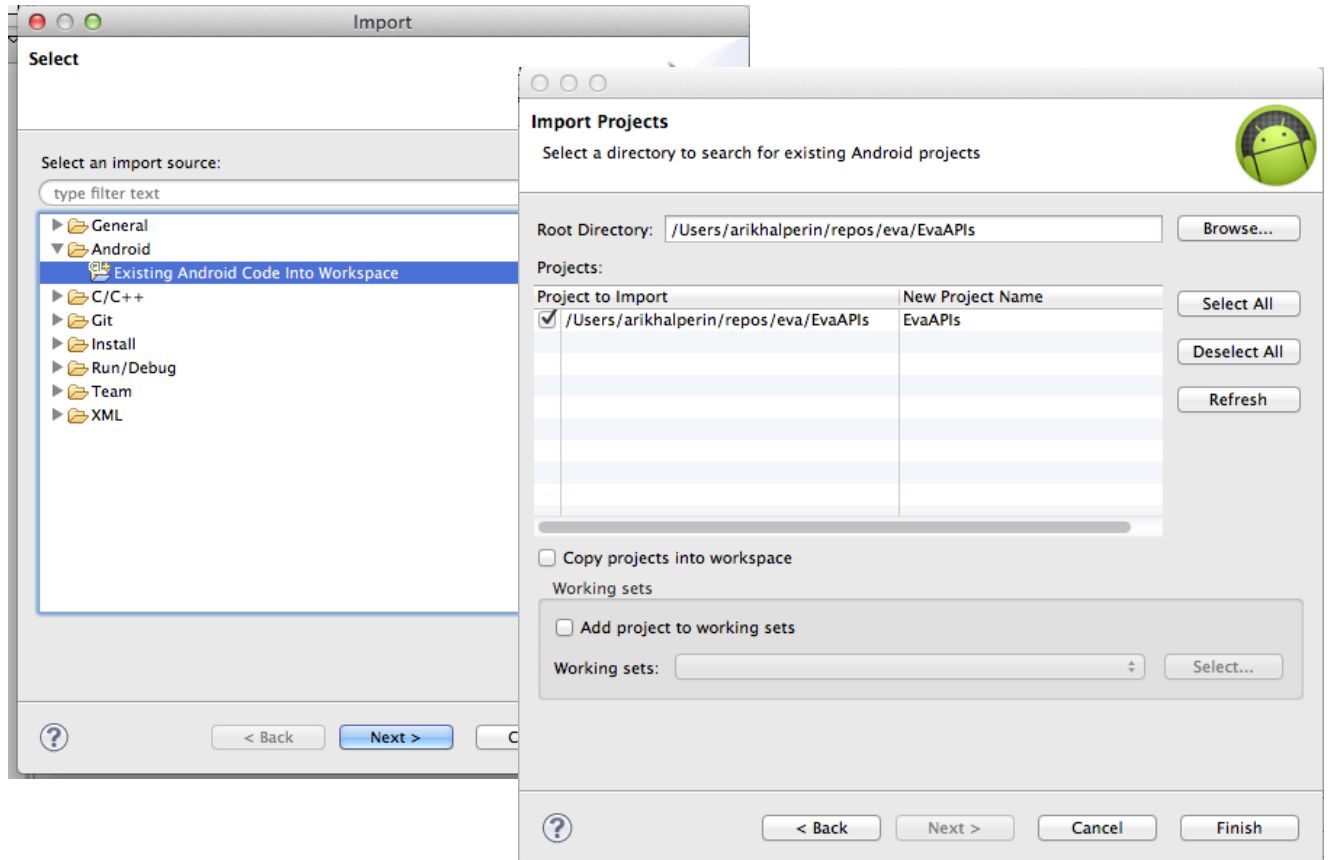 Import
Select
Select an import source:
type filter text
General
Android
Existing Android Code Into Workspace
C/C++
Git
Install
Run/Debug
Team
XML
?
< Back
Next >
C
Import Projects
Select a directory to search for existing Android projects
Root Directory: /Users/arikhalperin/repos/eva/EvaAPIs Browse...
Projects:
Project to Import New Project Name
/Users/arikhalperin/repos/eva/EvaAPIs EvaAPIs
Select All
Deselect All
Refresh
Copy projects into workspace
Working sets
Add project to working sets
Working sets: Select...
? < Back Next > Cancel Finish